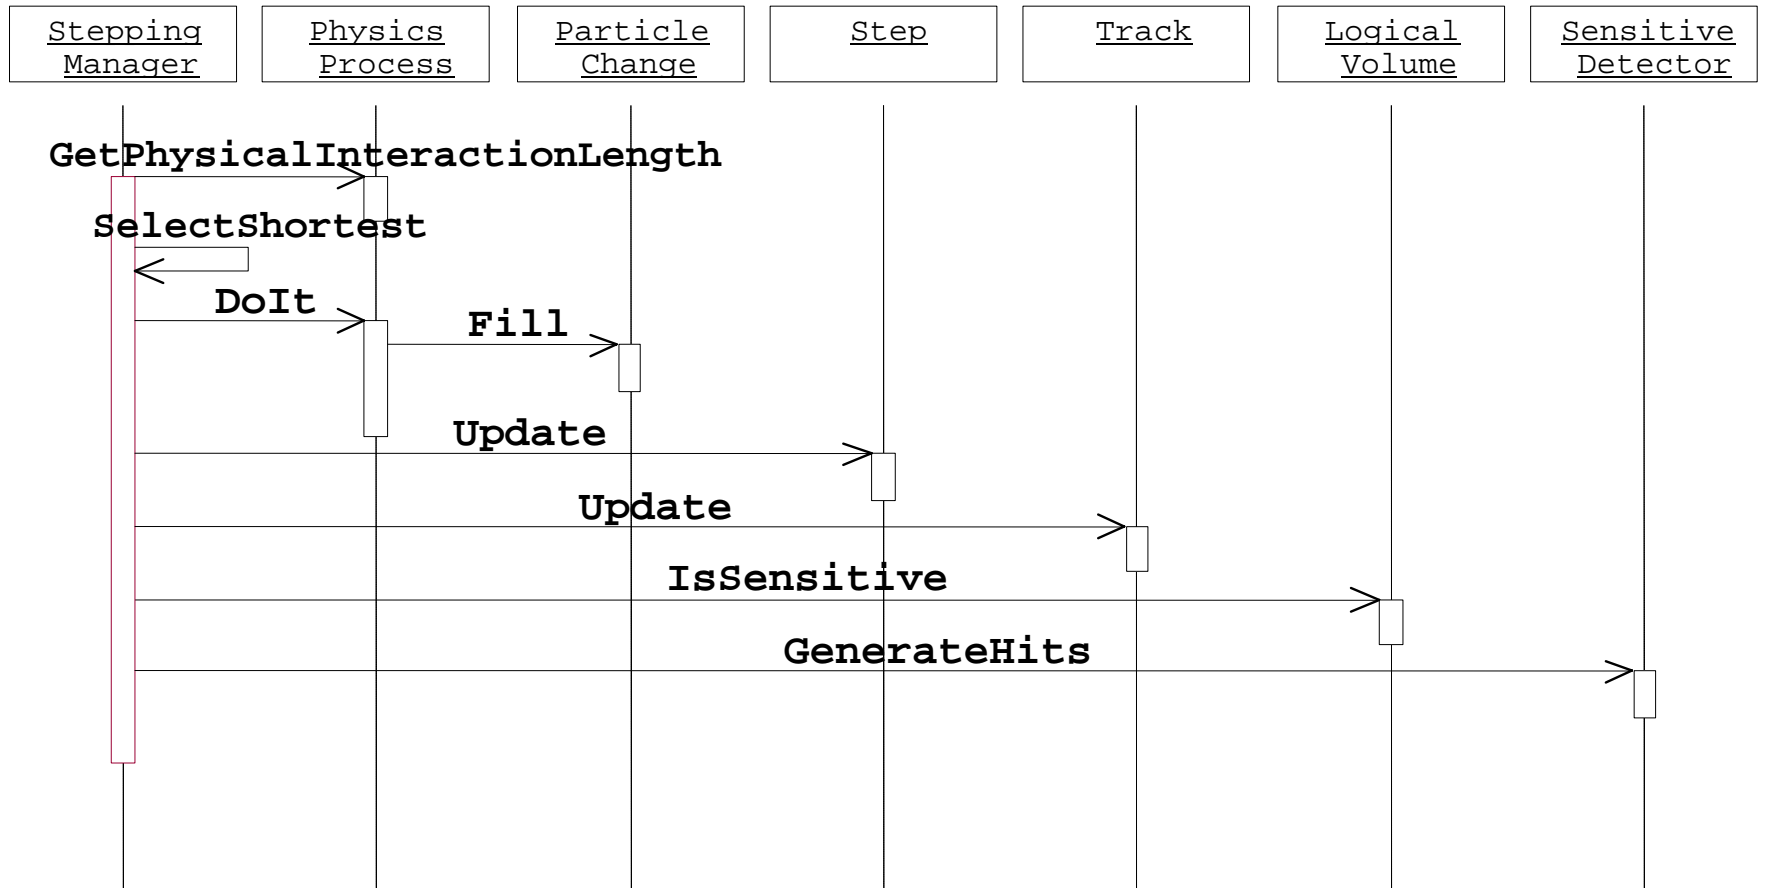 Stepping
Manager
Physics
Process
Particle
Change
Step
Track
Logical
Volume
Sensitive
Detector
GetPhysicalInteractionLength
SelectShortest
DoIt
Fill
Update
Update
IsSensitive
GenerateHits